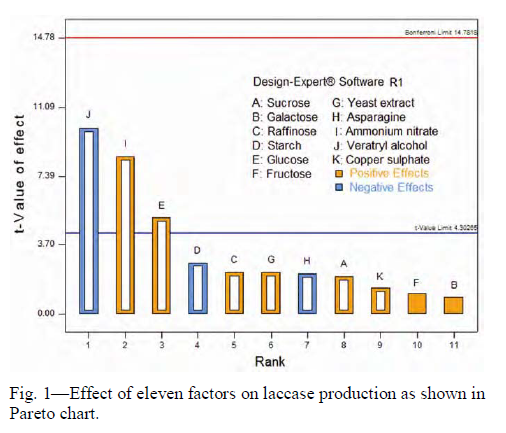 14.78
Bonferroni Limit 14.7818
Design-Expert® Software R1
A: Sucrose G: Yeast extract
B: Galactose H: Asparagine
C: Raffinose I: Ammonium nitrate
D: Starch J: Veratryl alcohol
E: Glucose K: Copper sulphate
F: Fructose Positive Effects
Negative Effects
11.09
7.39
3.70
0.00
t-Value of effect
t-Value Limit 4.30265
J
I
E
D
C
G
H
A
K
F
B
1 2 3 4 5 6 7 8 9 10 11
Rank
Fig. 1—Effect of eleven factors on laccase production as shown in
Pareto chart.